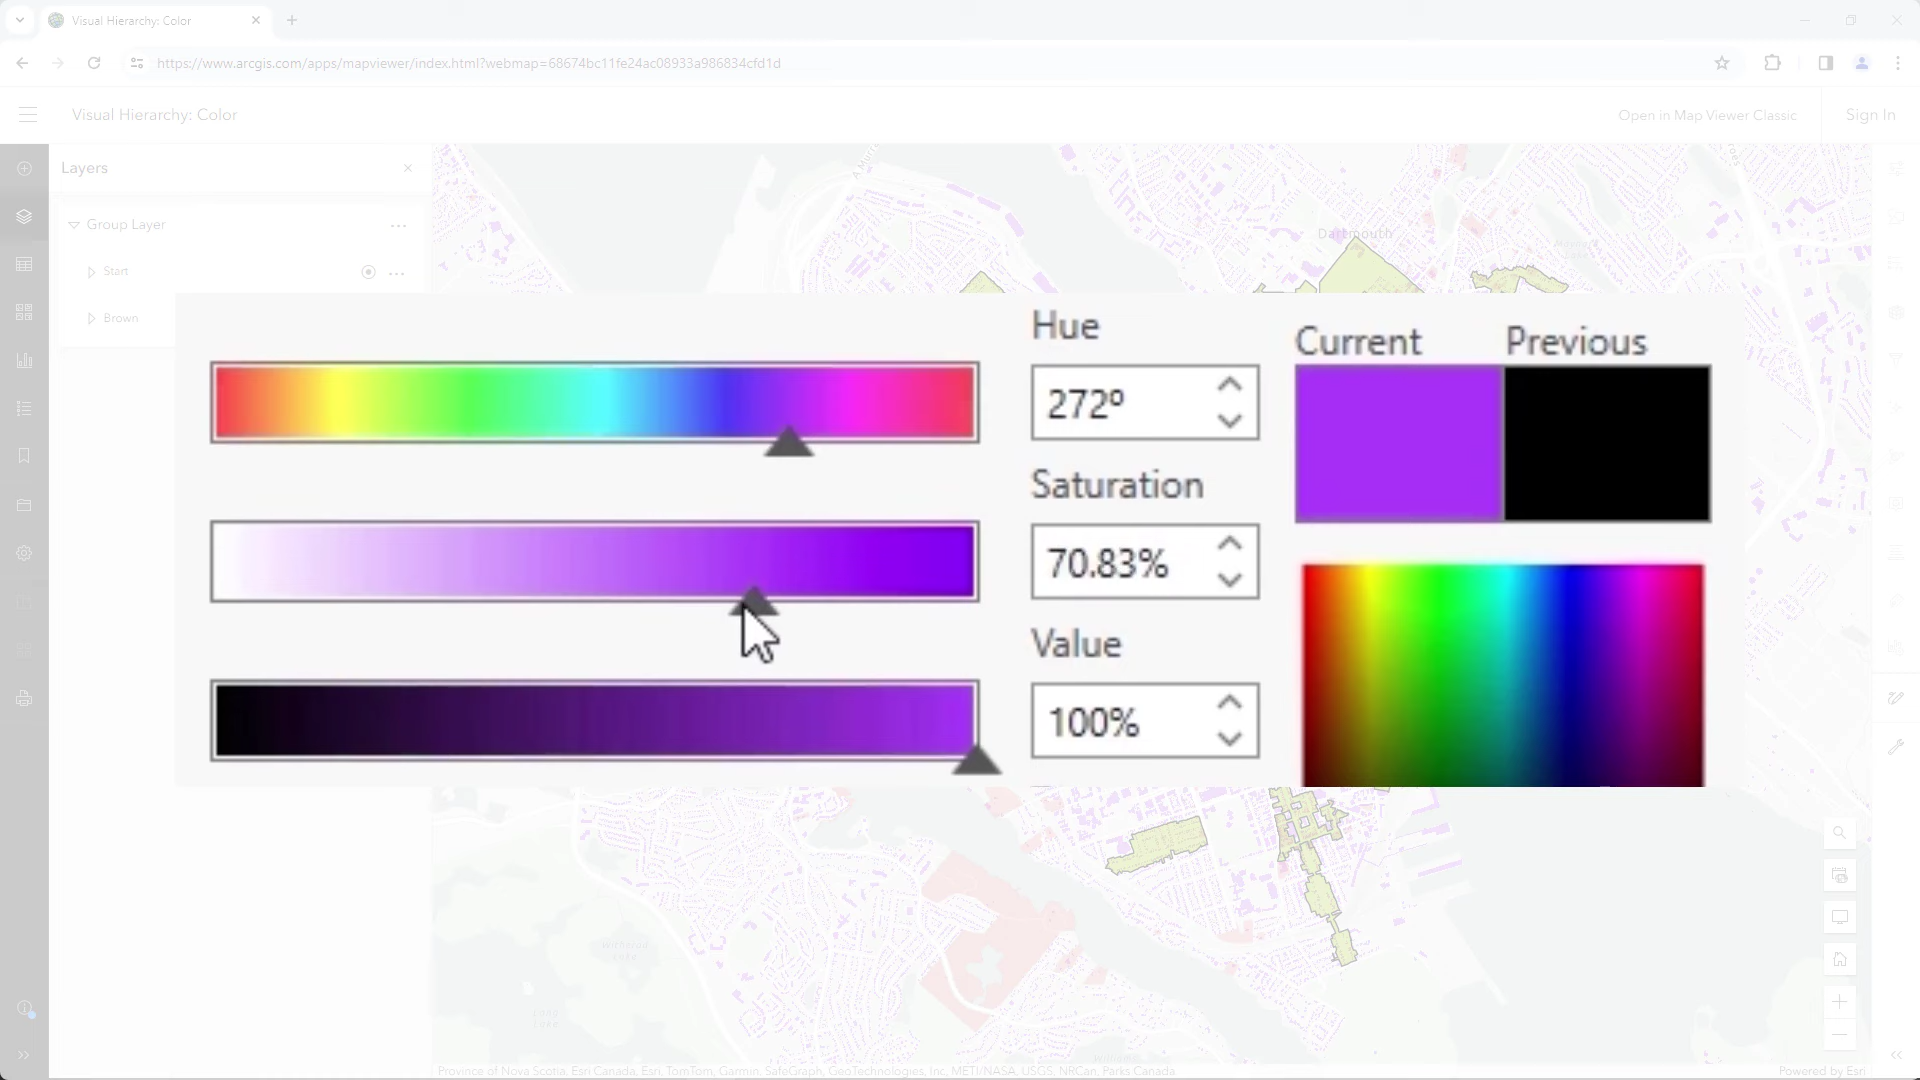 Visual Hierarchy: Color
https://www.arcgis.com/apps/mapviewer/index.html?webmap=68674bc11fe24ac08933a986834cfd1d
Visual Hierarchy: Color
Open in Map Viewer Classic
Sign In
Layers
Group Layer
Start
Brown
Dartmouth
Hue
272º
Saturation
70.83%
Value
100%
Current
Previous
Province of Nova Scotia, Esri Canada, Esri, TomTom, Garmin, SafeGraph, GeoTechnologies, Inc, METI/NASA, USGS, NRCan, Parks Canada
Powered by Esri